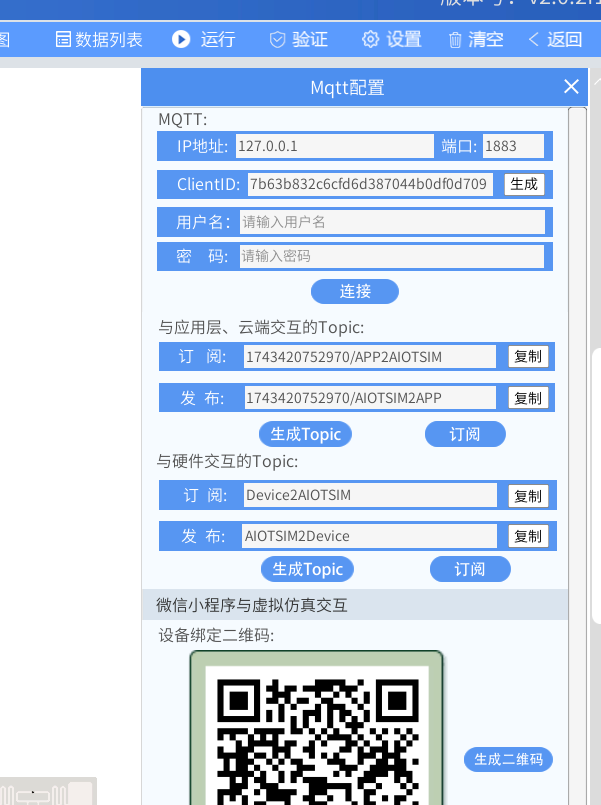 版本号：V2.0.2
图 数据列表 运行 验证 设置 清空 返回
Mqtt配置
MQTT:
IP地址: 127.0.0.1 端口: 1883
ClientID: 7b63b832c6cfd6d387044b0df0d709 生成
用户名: 请输入用户名
密 码: 请输入密码
连接
与应用层、云端交互的Topic:
订 阅: 1743420752970/APP2AIOTSIM 复制
发 布: 1743420752970/AIOTSIM2APP 复制
生成Topic 订阅
与硬件交互的Topic:
订 阅: Device2AIOTSIM 复制
发 布: AIOTSIM2Device 复制
生成Topic 订阅
微信小程序与虚拟仿真交互
设备绑定二维码:
生成二维码